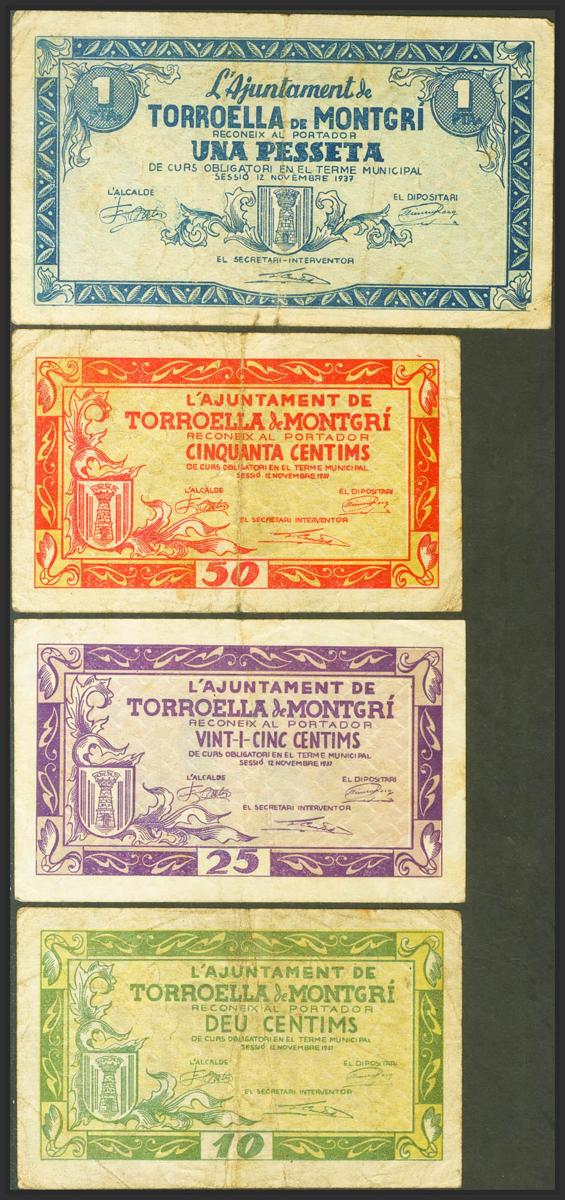 1
PTAs
L'Ajuntament de
1
PTAs
TORROELLA DE MONTGRÍ
RECONEIX AL PORTADOR
UNA PESSETA
DE CURS OBLIGATORI EN EL TERME MUNICIPAL
SESSIÓ 12 NOVEMBRE 1937
L'ALCALDE
EL DIPOSITARI
EL SECRETARI-INTERVENTOR
L'AJUNTAMENT DE
TORROELLA de MONTGRÍ
RECONEIX AL PORTADOR
CINQUANTA CENTIMS
DE CURS OBLIGATORI EN EL TERME MUNICIPAL
SESSIÓ 12 NOVEMBRE 1937
L'ALCALDE
EL DIPOSITARI
EL SECRETARI INTERVENTOR
50
L'AJUNTAMENT DE
TORROELLA de MONTGRÍ
RECONEIX AL PORTADOR
VINT-I-CINC CENTIMS
DE CURS OBLIGATORI EN EL TERME MUNICIPAL
SESSIÓ 12 NOVEMBRE 1937
L'ALCALDE
EL DIPOSITARI
EL SECRETARI INTERVENTOR
25
L'AJUNTAMENT DE
TORROELLA de MONTGRÍ
RECONEIX AL PORTADOR
DEU CENTIMS
DE CURS OBLIGATORI EN EL TERME MUNICIPAL
SESSIÓ 12 NOVEMBRE 1937
L'ALCALDE
EL DIPOSITARI
EL SECRETARI INTERVENTOR
10